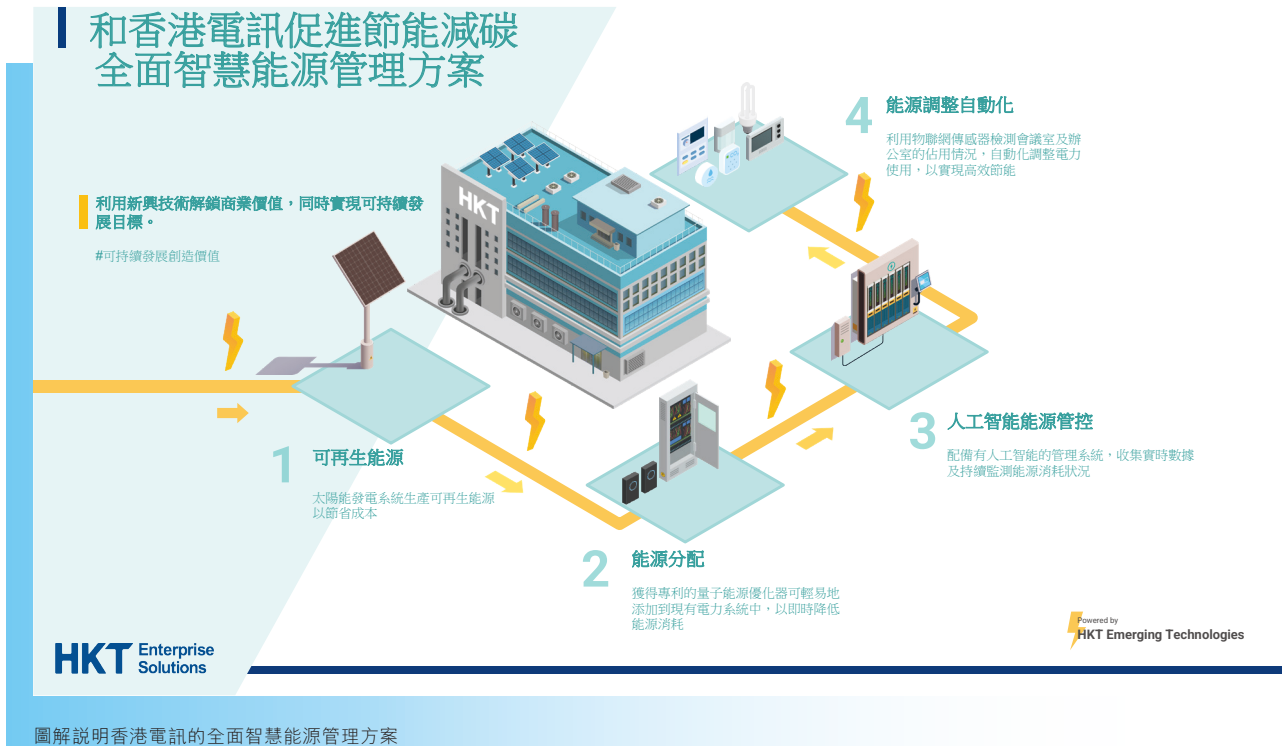 和香港電訊促進節能減碳
全面智慧能源管理方案
利用新興技術解鎖商業價值，同時實現可持續發
展目標。
#可持續發展創造價值
HKT
1
可再生能源
太陽能發電系統生產可再生能源
以節省成本
2
能源分配
獲得專利的量子能源優化器可輕易地
添加到現有電力系統中，以即時降低
能源消耗
3
人工智能能源管控
配備有人工智能的管理系統，收集實時數據
及持續監測能源消耗狀況
4
能源調整自動化
利用物聯網傳感器檢測會議室及辦
公室的佔用情況，自動化調整電力
使用，以實現高效節能
HKT Enterprise
Solutions
Powered by
HKT Emerging Technologies
圖解説明香港電訊的全面智慧能源管理方案